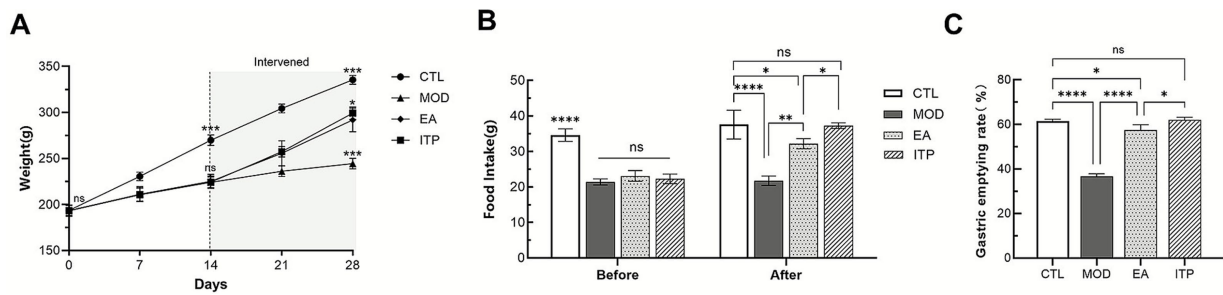 A
Intervened
350
300
250
200
150
Weight(g)
ns
***
ns
***
*
***
0 7 14 21 28
Days
CTL
MOD
EA
ITP
B
ns
* *
**** **
****
ns
50
40
30
20
10
0
Food Intake(g)
Before After
CTL
MOD
EA
ITP
C
ns
*
**** **** *
80
60
40
20
0
Gastric emptying rate ( %)
CTL MOD EA ITP